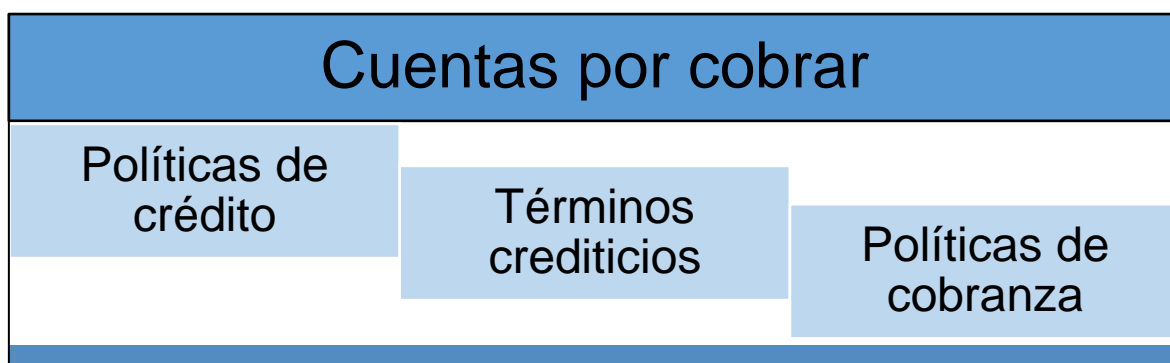 Cuentas por cobrar
Políticas de
crédito
Términos
crediticios
Políticas de
cobranza